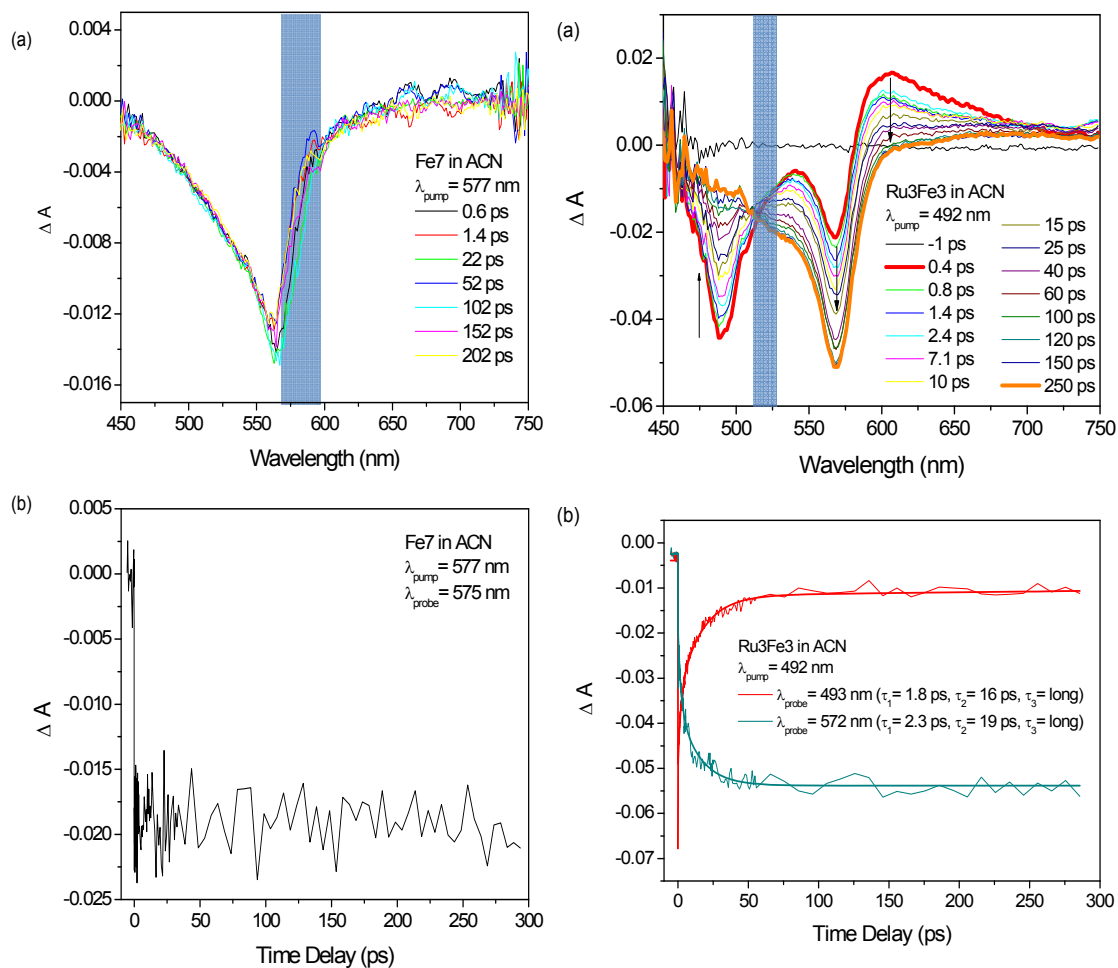 (a)
0.004
0.000
-0.004
-0.008
-0.012
-0.016
Δ A
Fe7 in ACN
λpump= 577 nm
0.6 ps
1.4 ps
22 ps
52 ps
102 ps
152 ps
202 ps
450 500 550 600 650 700 750
Wavelength (nm)
(a)
0.02
0.00
-0.02
-0.04
-0.06
Δ A
Ru3Fe3 in ACN
λpump= 492 nm
-1 ps
0.4 ps
0.8 ps
1.4 ps
2.4 ps
7.1 ps
10 ps
15 ps
25 ps
40 ps
60 ps
100 ps
120 ps
150 ps
250 ps
450 500 550 600 650 700 750
Wavelength (nm)
(b)
0.005
0.000
-0.005
-0.010
-0.015
-0.020
-0.025
Δ A
Fe7 in ACN
λpump= 577 nm
λprobe= 575 nm
0 50 100 150 200 250 300
Time Delay (ps)
(b)
0.00
-0.01
-0.02
-0.03
-0.04
-0.05
-0.06
-0.07
Δ A
Ru3Fe3 in ACN
λpump= 492 nm
λprobe= 493 nm (τ1= 1.8 ps, τ2= 16 ps, τ3= long)
λprobe= 572 nm (τ1= 2.3 ps, τ2= 19 ps, τ3= long)
0 50 100 150 200 250 300
Time Delay (ps)